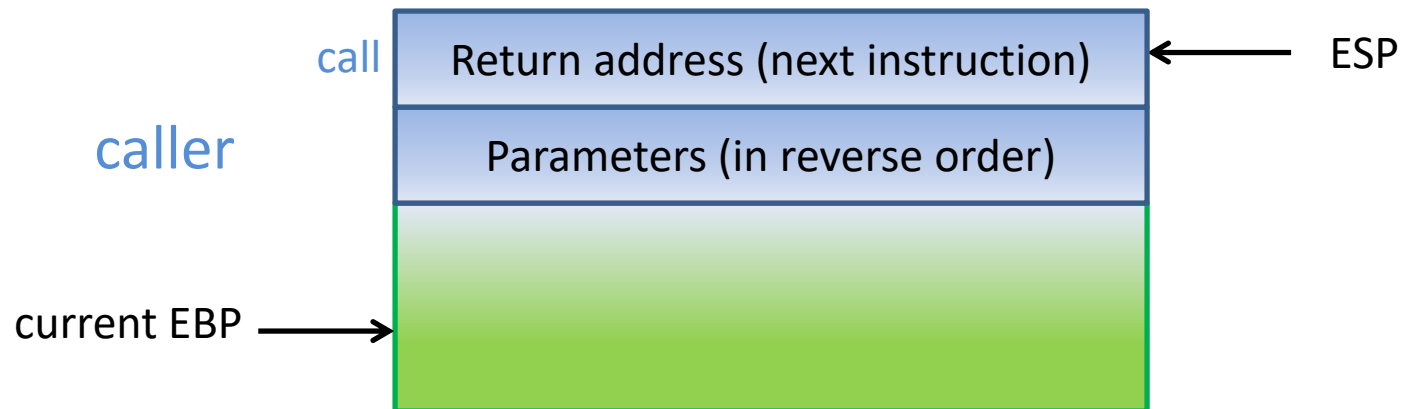 call
Return address (next instruction)
ESP
caller
Parameters (in reverse order)
current EBP